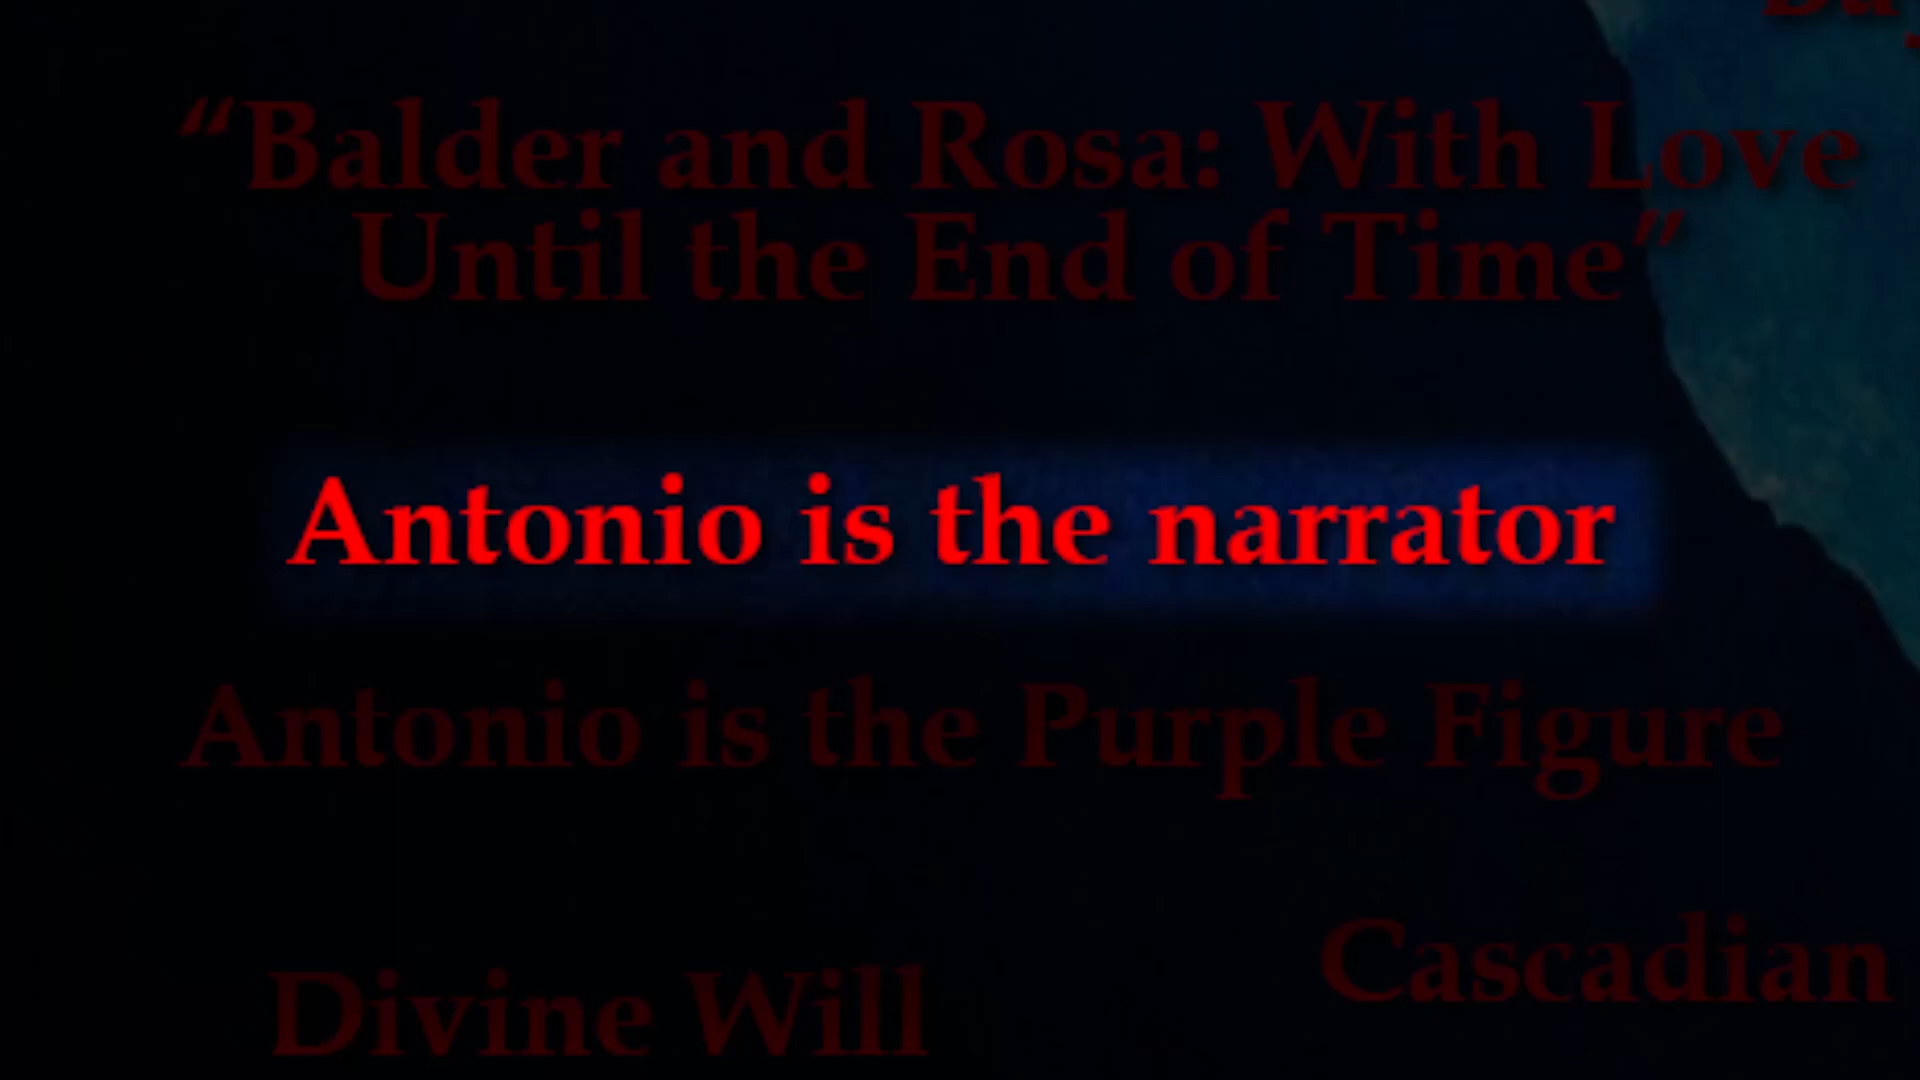 “Balder and Rosa: With Love
Until the End of Time”
Antonio is the narrator
Antonio is the Purple Figure
Cascadian
Divine Will